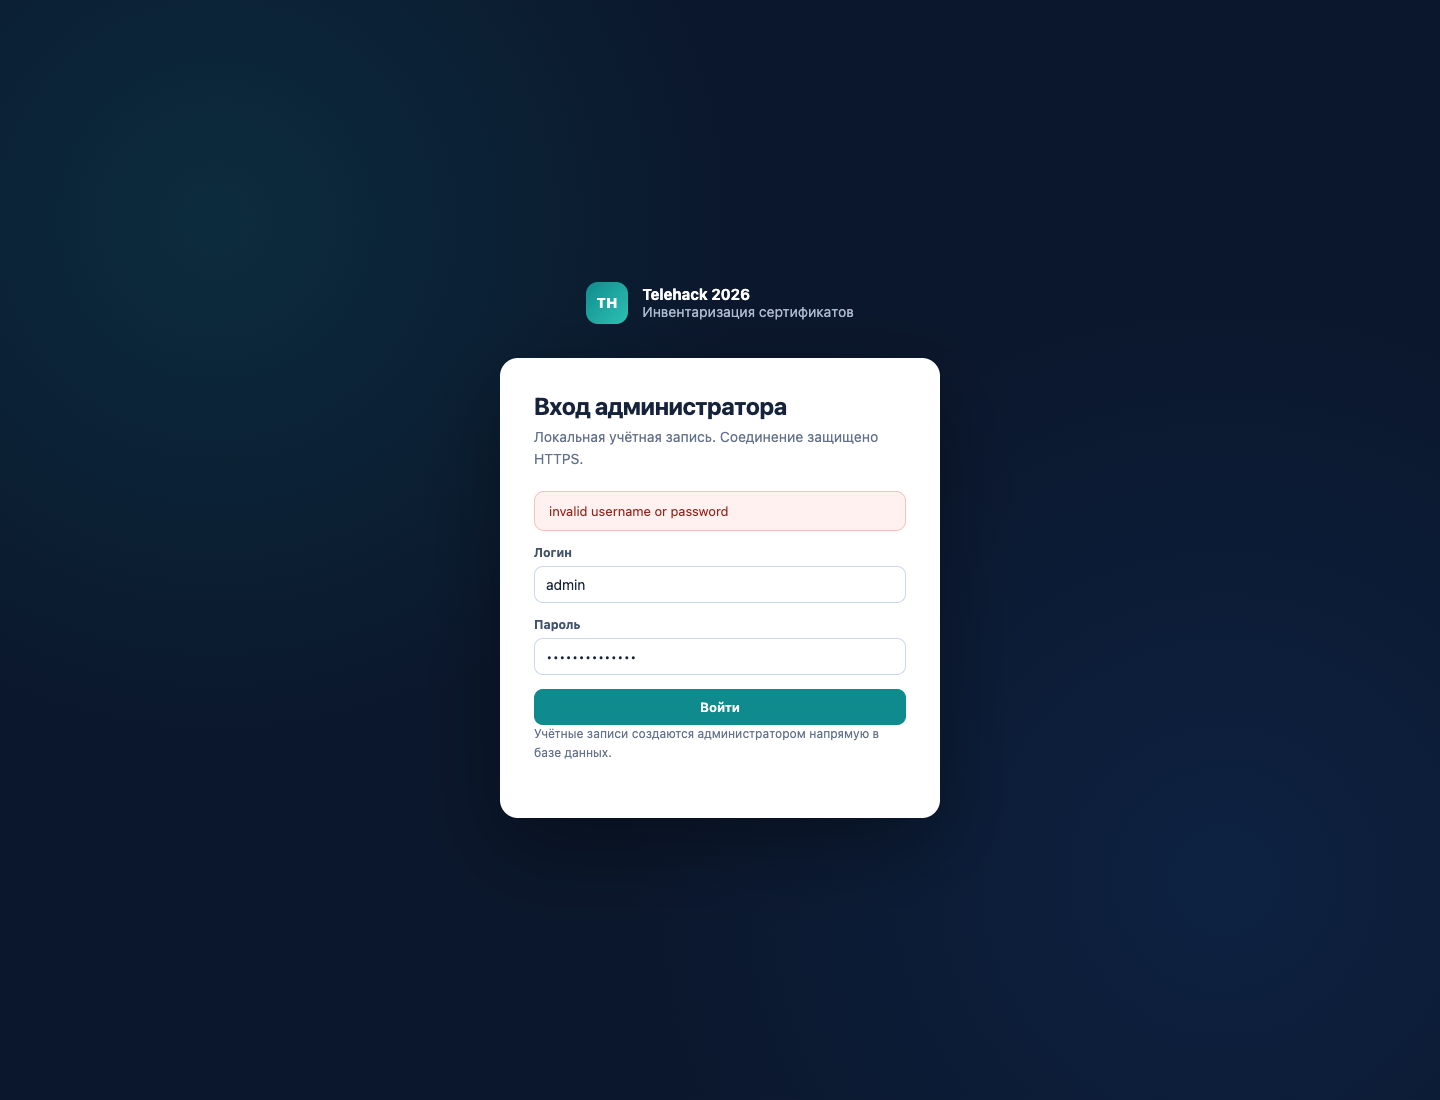 TH
Telehack 2026
Инвентаризация сертификатов
Вход администратора
Локальная учётная запись. Соединение защищено
HTTPS.
invalid username or password
Логин
admin
Пароль
••••••••••••••
Войти
Учётные записи создаются администратором напрямую в
базе данных.